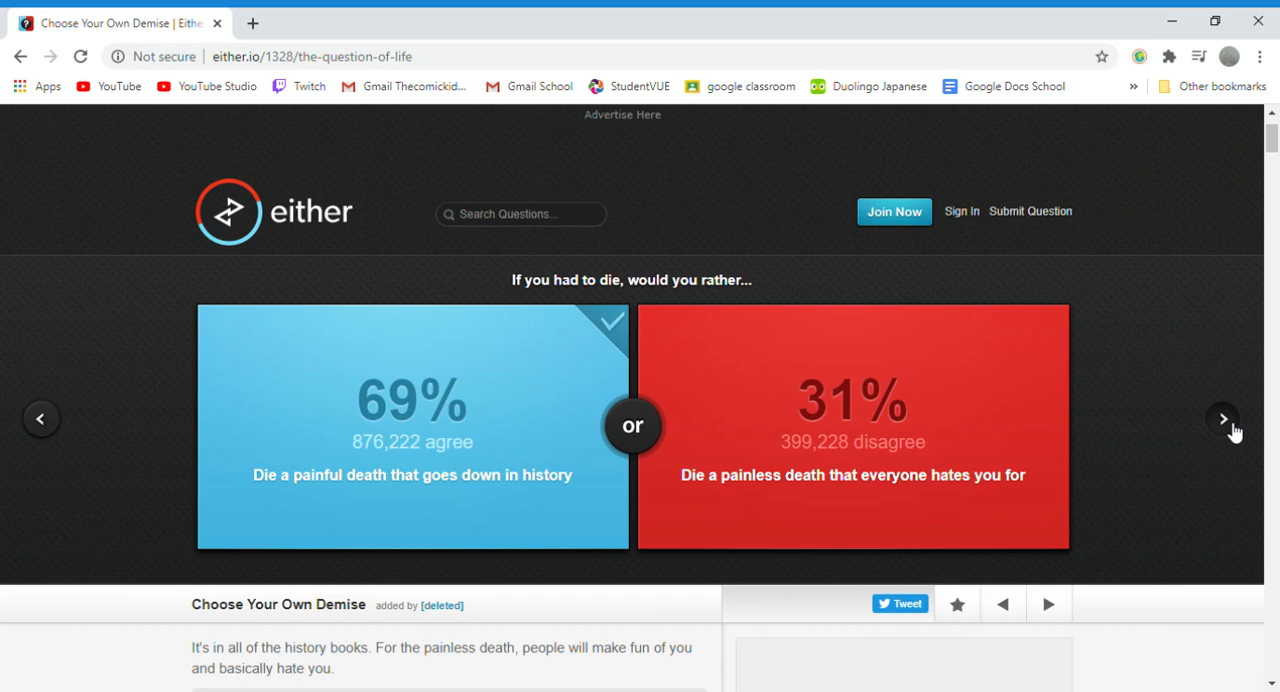 Choose Your Own Demise | Eithe
Not secure | either.io/1328/the-question-of-life
Apps YouTube YouTube Studio Twitch Gmail Thecomickid... Gmail School StudentVUE google classroom Duolingo Japanese Google Docs School » Other bookmarks
Advertise Here
either Search Questions... Join Now Sign In Submit Question
If you had to die, would you rather...
69% 31%
or
876,222 agree 399,228 disagree
Die a painful death that goes down in history Die a painless death that everyone hates you for
Choose Your Own Demise added by [deleted] Tweet
It's in all of the history books. For the painless death, people will make fun of you
and basically hate you.